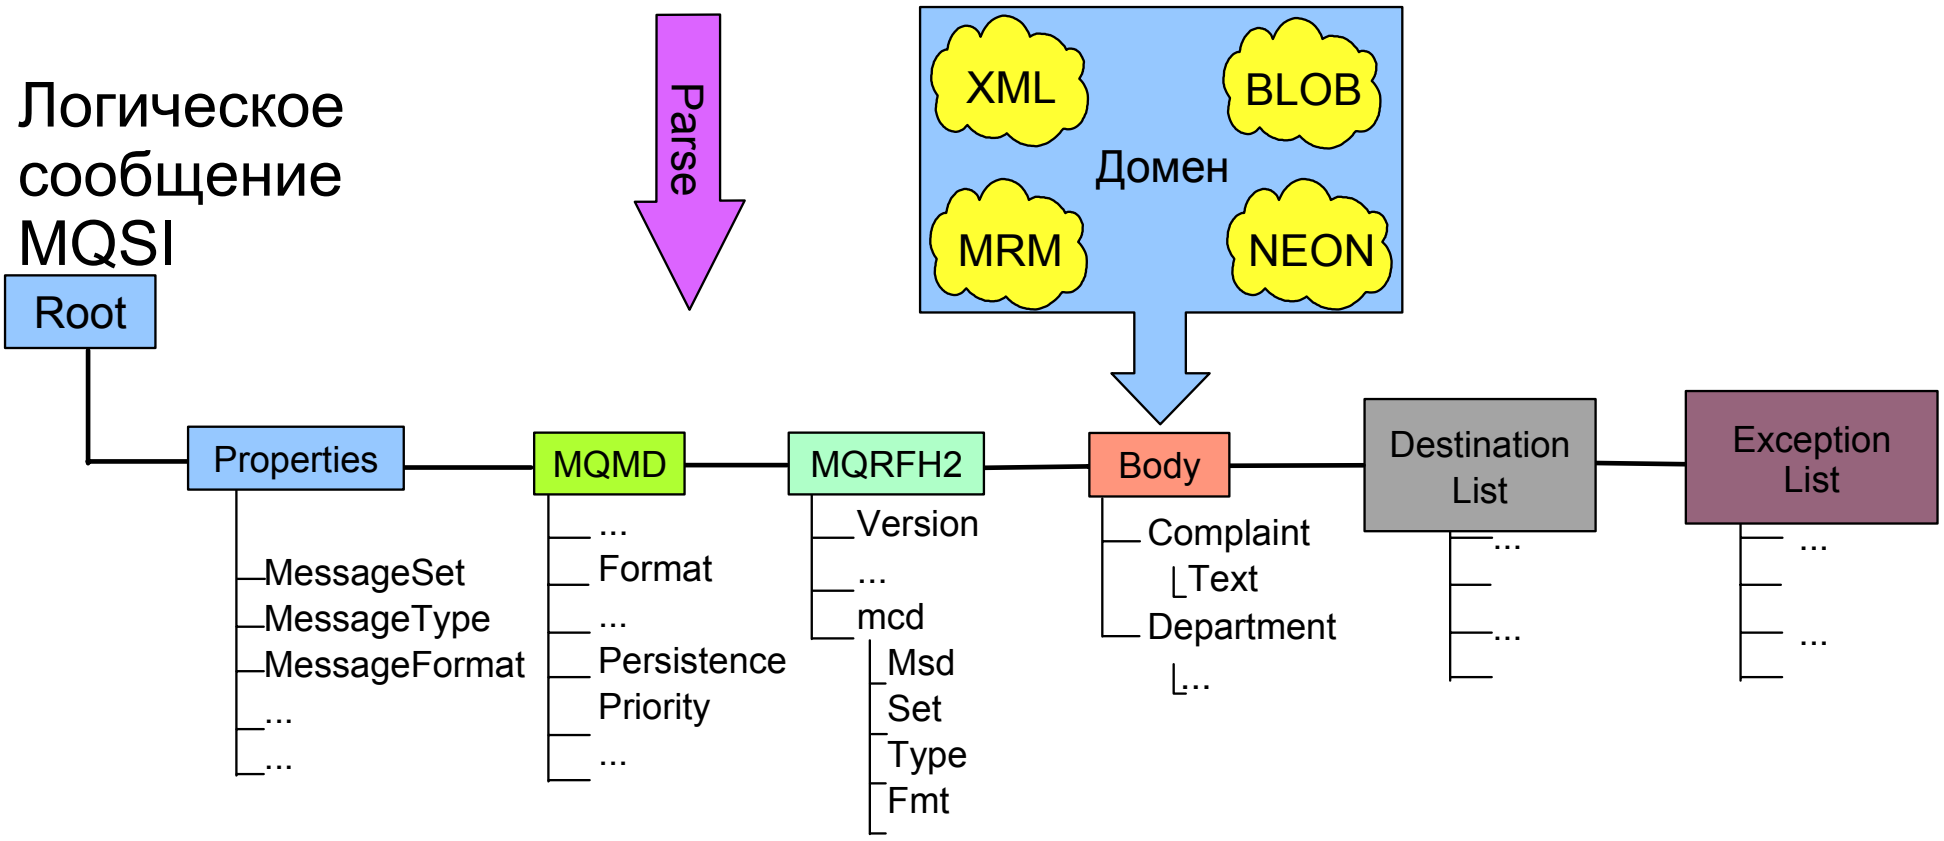 Логическое
сообщение
MQSI
Parse
XML
BLOB
Домен
MRM
NEON
Root
Properties
MessageSet
MessageType
MessageFormat
...
...
MQMD
...
Format
...
Persistence
Priority
...
MQRFH2
Version
...
mcd
Msd
Set
Type
Fmt
Body
Complaint
Text
Department
...
Destination
List
...
...
Exception
List
...
...